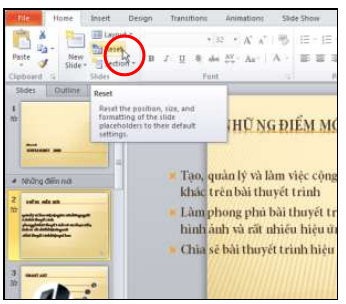 File Home Insert Design Transitions Animations Slide Show
Layout
Reset
Section
Paste
New
Slide
Clipboard Slides Font
Slides Outline
Reset
Reset the position, size, and
formatting of the slide
placeholders to their default
settings.
1
Những điểm mới
2
3
NHỮNG ĐIỂM MỚ
Tạo, quản lý và làm việc cộng
khác trên bài thuyết trình
Làm phong phú bài thuyết tr
hình ảnh và rất nhiều hiệu ứn
Chia sẽ bài thuyết trình hiệu